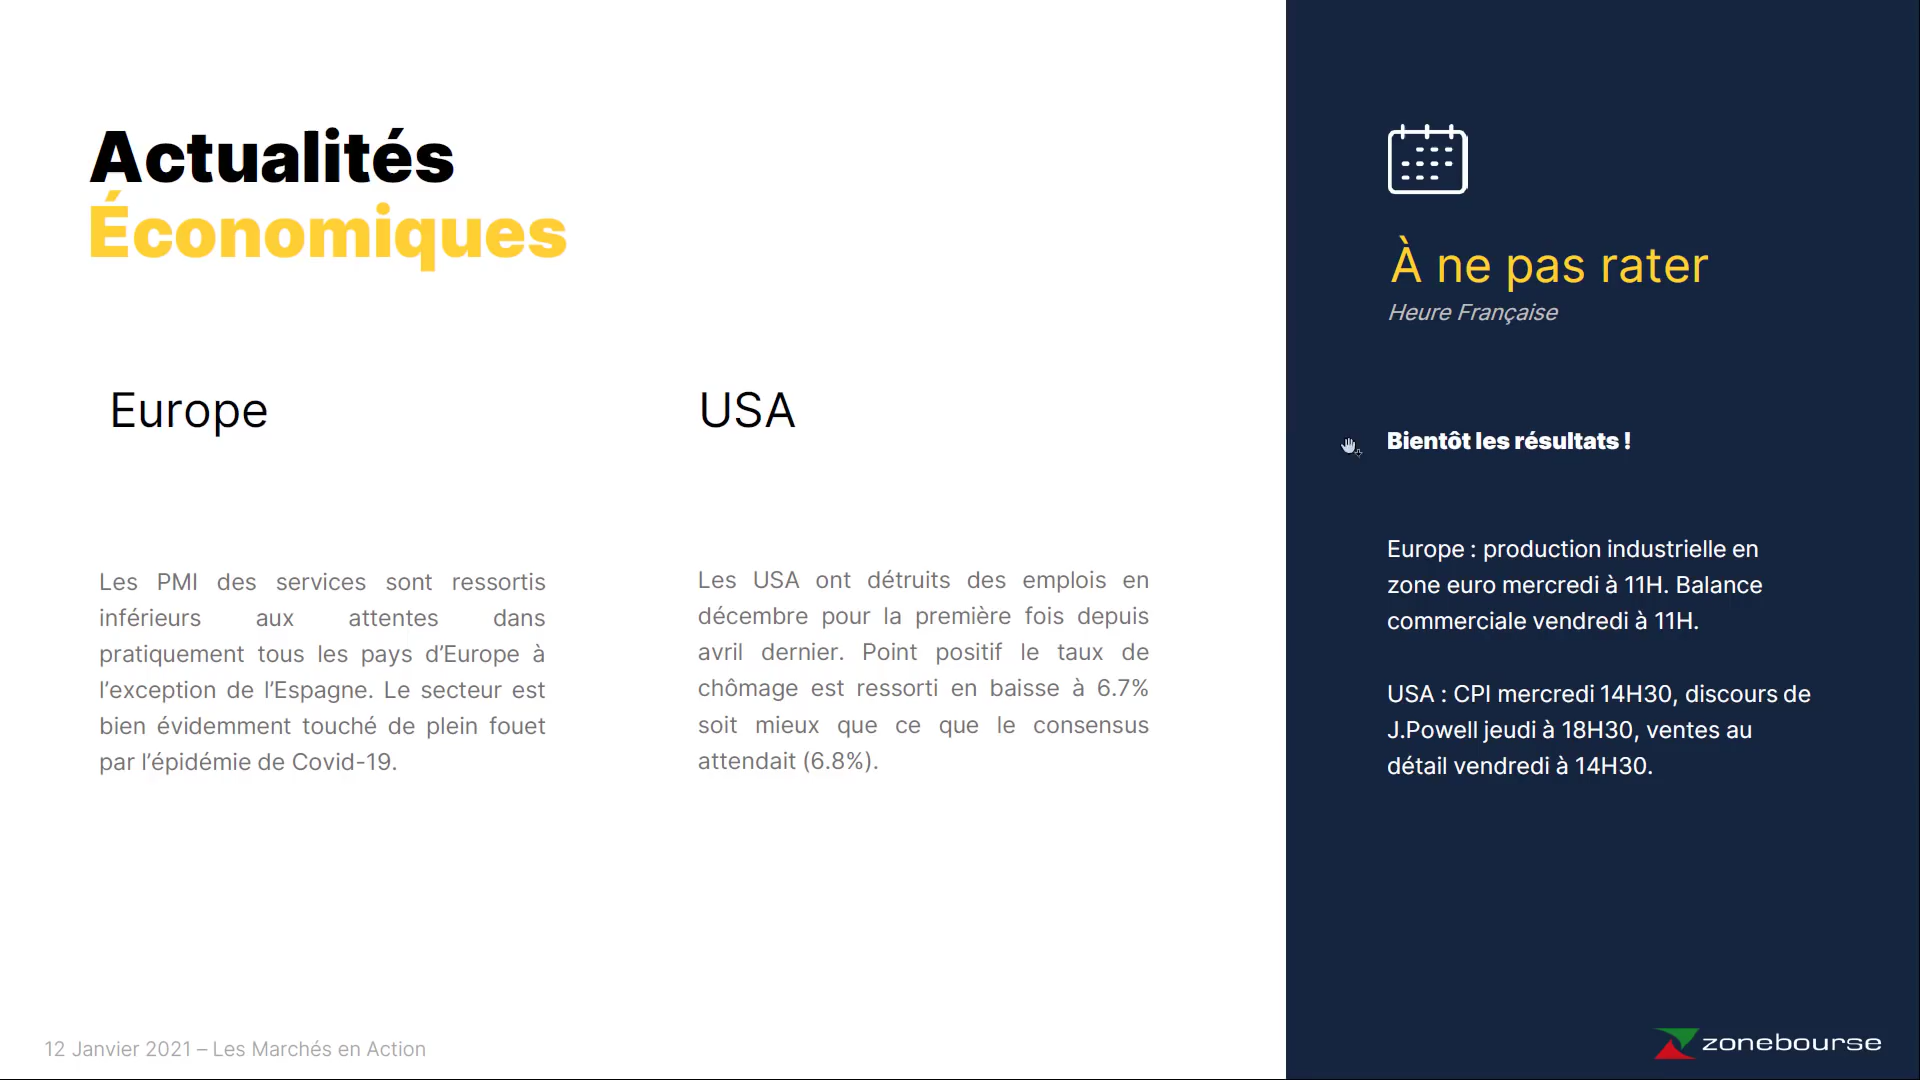 Actualités
Économiques
Europe
Les PMI des services sont ressortis
inférieurs aux attentes dans
pratiquement tous les pays d’Europe à
l’exception de l’Espagne. Le secteur est
bien évidemment touché de plein fouet
par l’épidémie de Covid-19.
USA
Les USA ont détruits des emplois en
décembre pour la première fois depuis
avril dernier. Point positif le taux de
chômage est ressorti en baisse à 6.7%
soit mieux que ce que le consensus
attendait (6.8%).
À ne pas rater
Heure Française
Bientôt les résultats !
Europe : production industrielle en
zone euro mercredi à 11H. Balance
commerciale vendredi à 11H.
USA : CPI mercredi 14H30, discours de
J.Powell jeudi à 18H30, ventes au
détail vendredi à 14H30.
12 Janvier 2021 – Les Marchés en Action
zonebourse